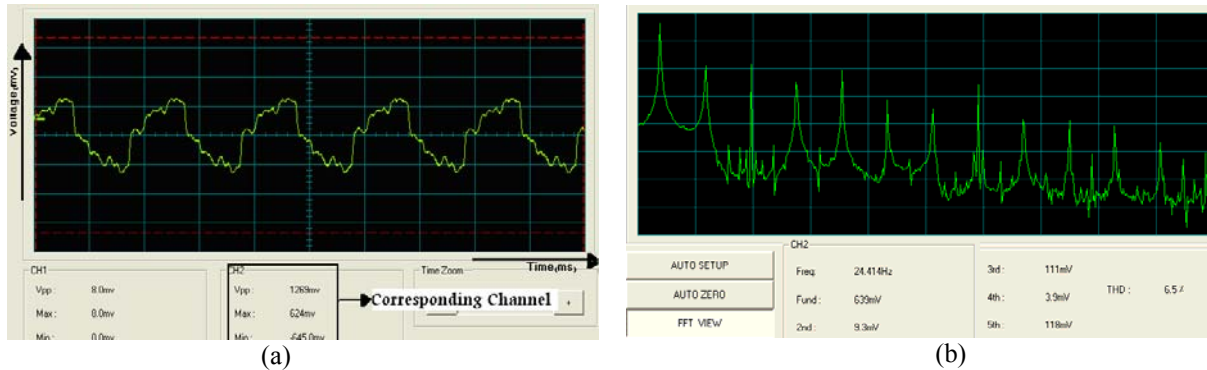 Voltage(mv)
Time(ms)
CH1
Vpp : 8.0mv
Max : 8.0mv
Min : 0.0mv
CH2
Vpp : 1269mv
Max : 624mv
Min : -645.0mv
Corresponding Channel
Time Zoom
+
(a)
AUTO SETUP
AUTO ZERO
FFT VIEW
CH2
Freq: 24.414Hz
Fund : 639mV
2nd : 9.3mV
3rd : 111mV
4th : 3.9mV
5th : 118mV
THD : 6.5 %
(b)